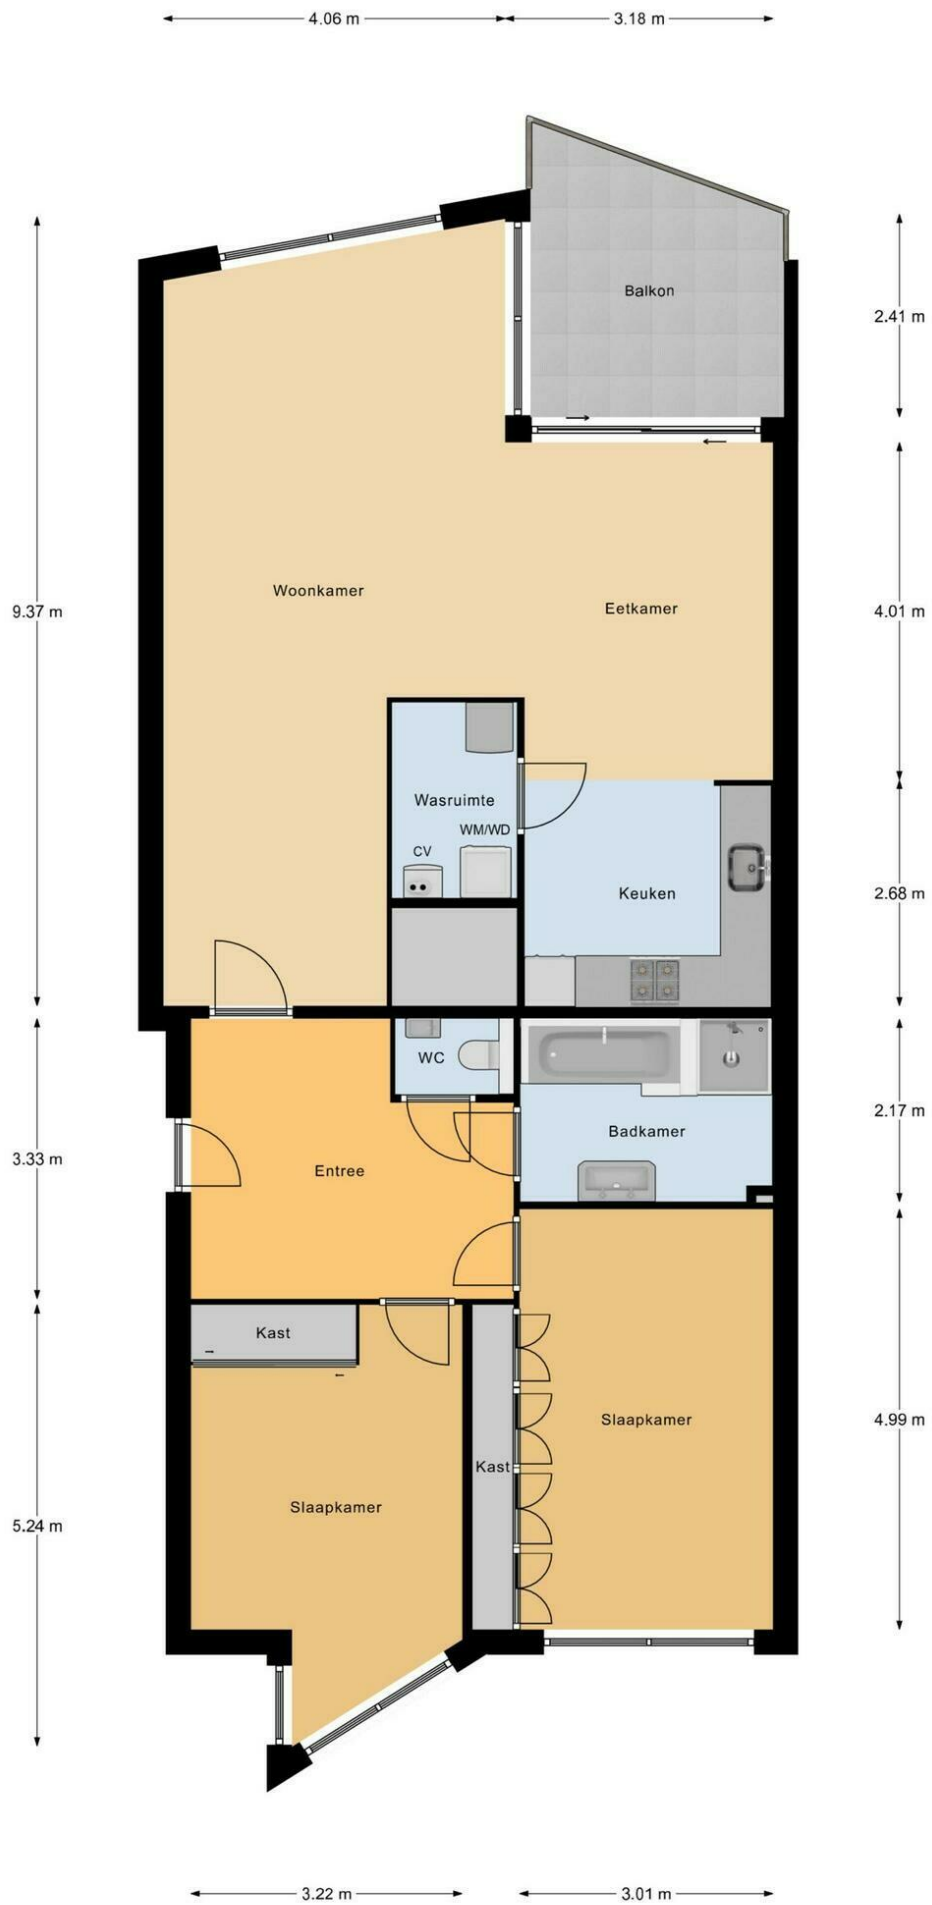 4.06 m
3.18 m
Balkon
2.41 m
Woonkamer
Eetkamer
9.37 m
4.01 m
Wasruimte
WM/WD
CV
Keuken
2.68 m
WC
Badkamer
2.17 m
Entree
3.33 m
Kast
Slaapkamer
4.99 m
Kast
Slaapkamer
5.24 m
3.22 m
3.01 m